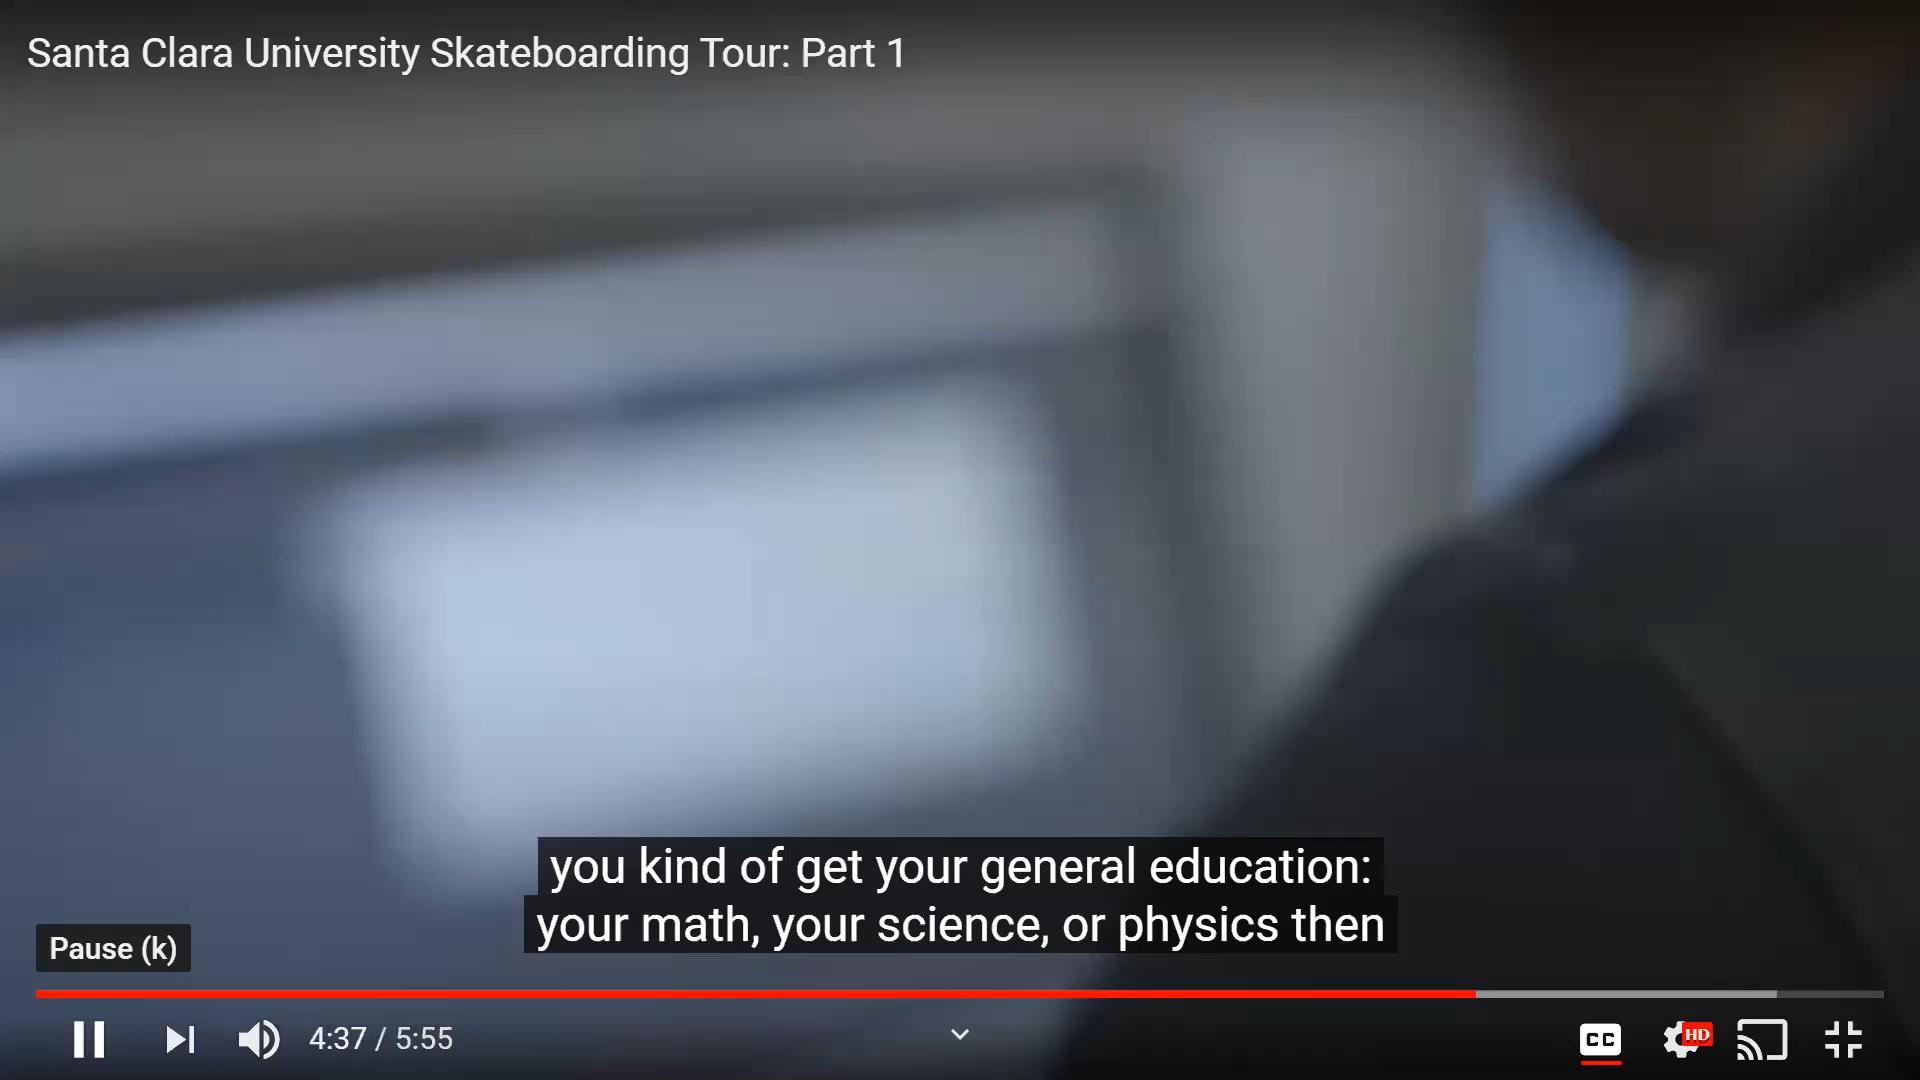 Santa Clara University Skateboarding Tour: Part 1
you kind of get your general education:
your math, your science, or physics then
Pause (k)
4:37 / 5:55
CC
HD